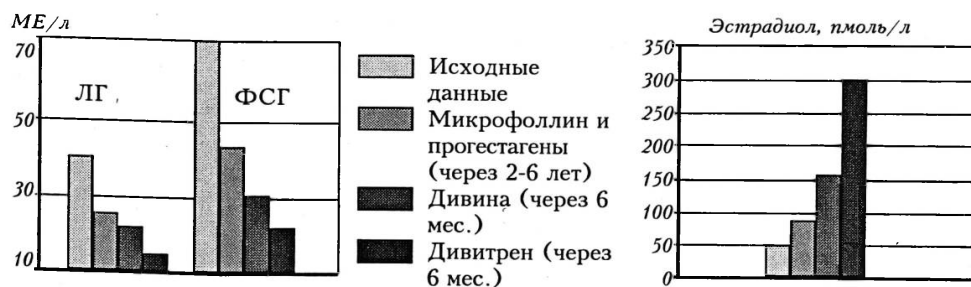 МЕ/л
70
50
30
10
ЛГ
ФСГ
Исходные
данные
Микрофоллин и
прогестагены
(через 2-6 лет)
Дивина (через 6
мес.)
Дивитрен (через
6 мес.)
Эстрадиол, пмоль/л
350
300
250
200
150
100
50
0